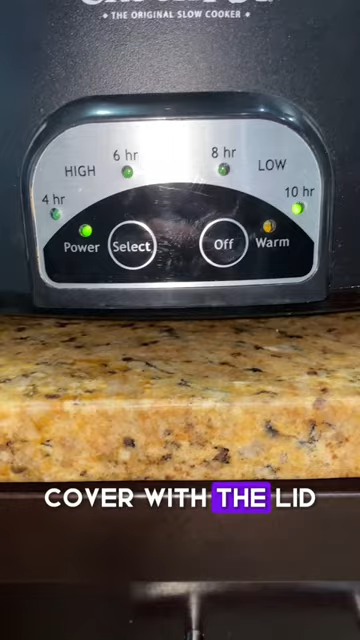 • THE ORIGINAL SLOW COOKER •
6 hr 8 hr
HIGH LOW
4 hr 10 hr
Power Select Off Warm
COVER WITH THE LID